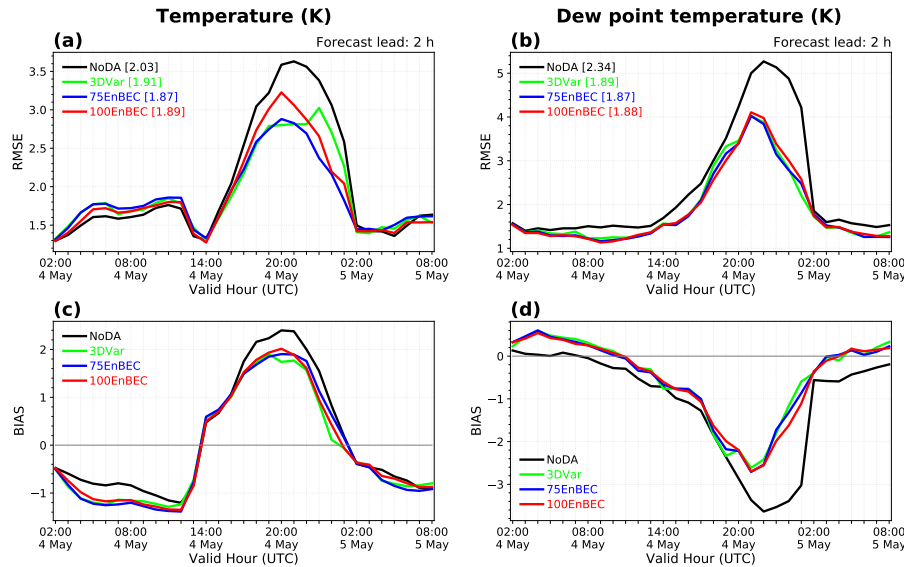 Temperature (K)
Dew point temperature (K)
(a)
Forecast lead: 2 h
NoDA [2.03]
3DVar [1.91]
75EnBEC [1.87]
100EnBEC [1.89]
RMSE
3.5
3.0
2.5
2.0
1.5
02:00 08:00 14:00 20:00 02:00 08:00
4 May 4 May 4 May 4 May 5 May 5 May
Valid Hour (UTC)
(b)
Forecast lead: 2 h
NoDA [2.34]
3DVar [1.89]
75EnBEC [1.87]
100EnBEC [1.88]
RMSE
5
4
3
2
1
02:00 08:00 14:00 20:00 02:00 08:00
4 May 4 May 4 May 4 May 5 May 5 May
Valid Hour (UTC)
(c)
NoDA
3DVar
75EnBEC
100EnBEC
BIAS
2
1
0
−1
02:00 08:00 14:00 20:00 02:00 08:00
4 May 4 May 4 May 4 May 5 May 5 May
Valid Hour (UTC)
(d)
BIAS
0
−1
−2
−3
NoDA
3DVar
75EnBEC
100EnBEC
02:00 08:00 14:00 20:00 02:00 08:00
4 May 4 May 4 May 4 May 5 May 5 May
Valid Hour (UTC)